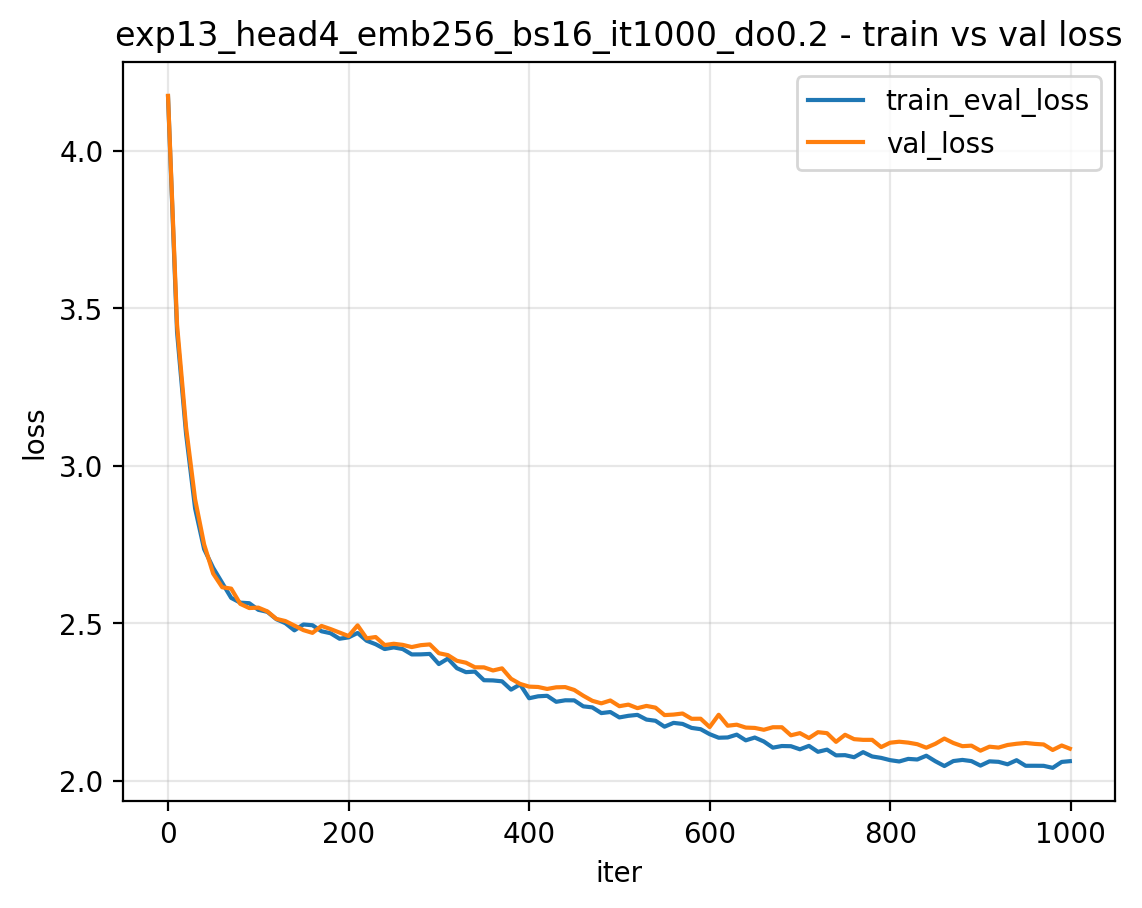 exp13_head4_emb256_bs16_it1000_do0.2 - train vs val loss
train_eval_loss
val_loss
4.0
3.5
3.0
2.5
2.0
loss
0
200
400
600
800
1000
iter